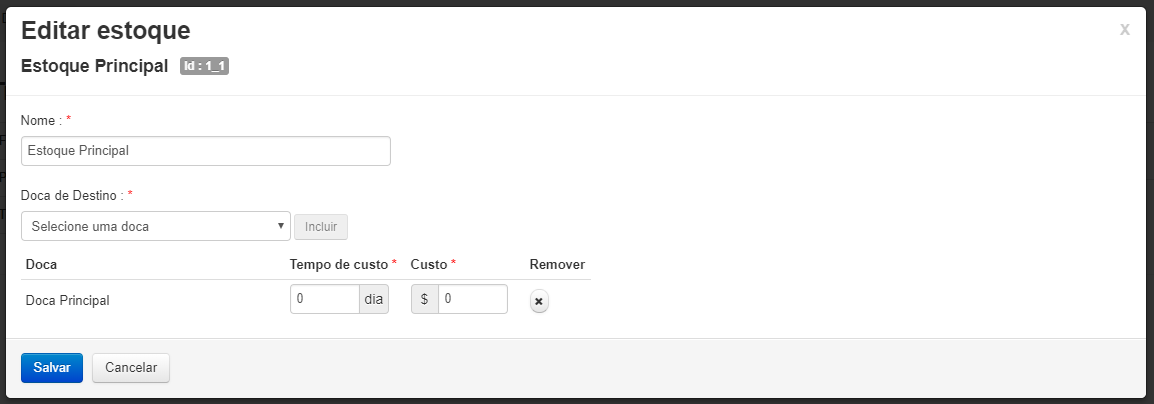 Editar estoque
x
Estoque Principal Id : 1_1
Nome : *
Estoque Principal
Doca de Destino : *
Selecione uma doca Incluir
Doca Tempo de custo * Custo * Remover
Doca Principal 0 dia $ 0
Salvar Cancelar